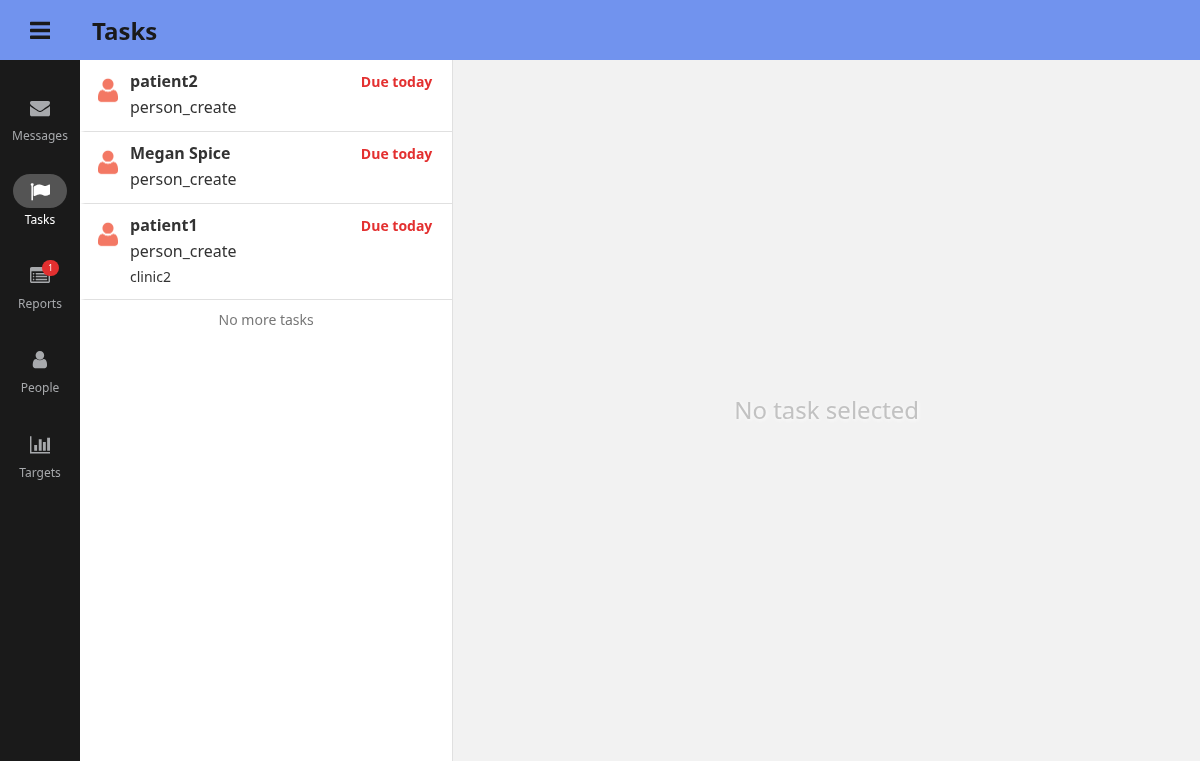 Tasks
Messages
Tasks
1
Reports
People
Targets
patient2
Due today
person_create
Megan Spice
Due today
person_create
patient1
Due today
person_create
clinic2
No more tasks
No task selected